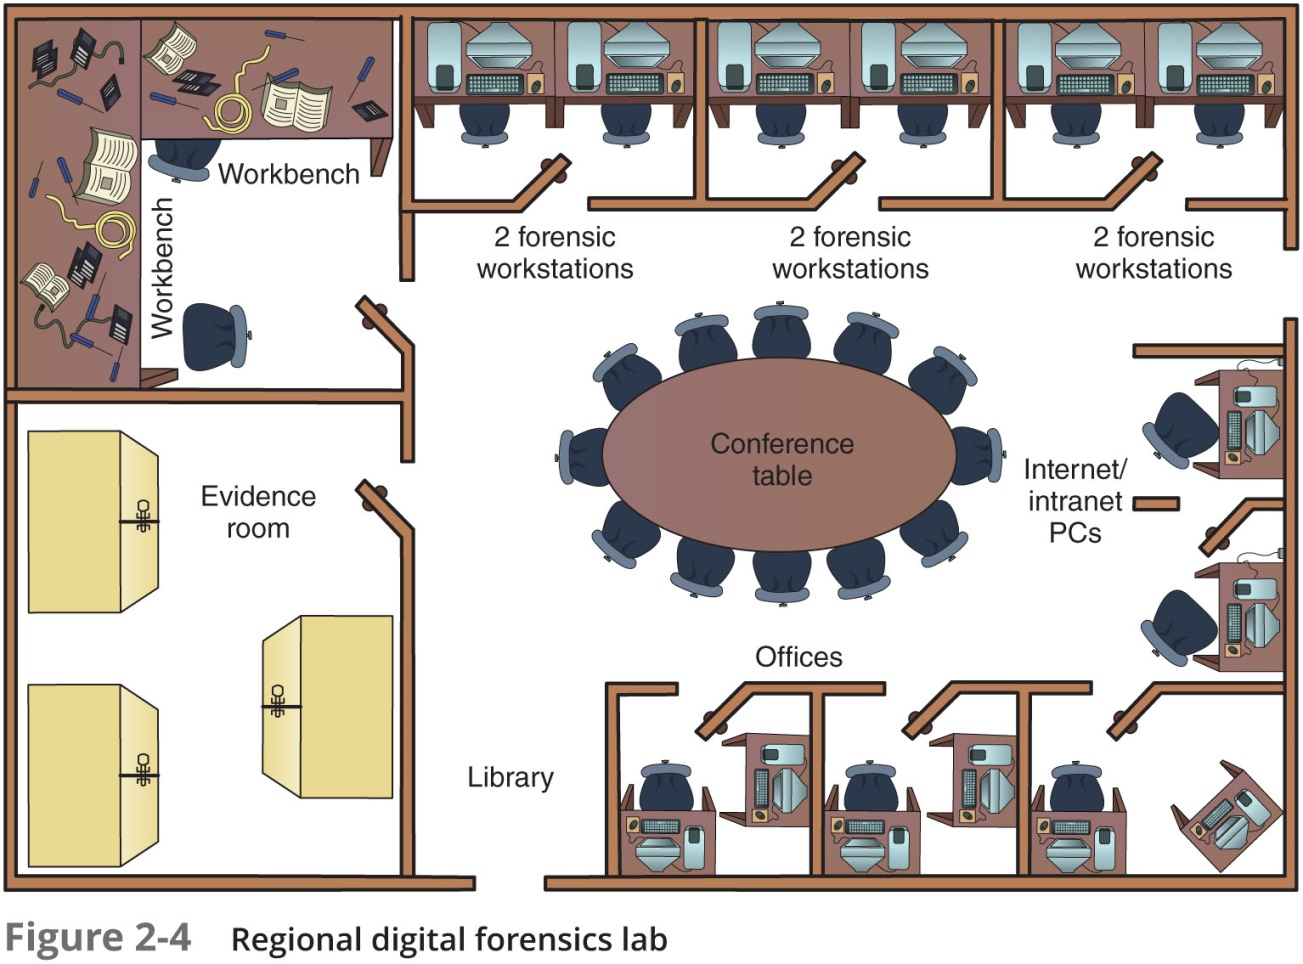 Workbench
Workbench
2 forensic
workstations
2 forensic
workstations
2 forensic
workstations
Conference
table
Internet/
intranet
PCs
Evidence
room
Offices
Library
Figure 2-4 Regional digital forensics lab